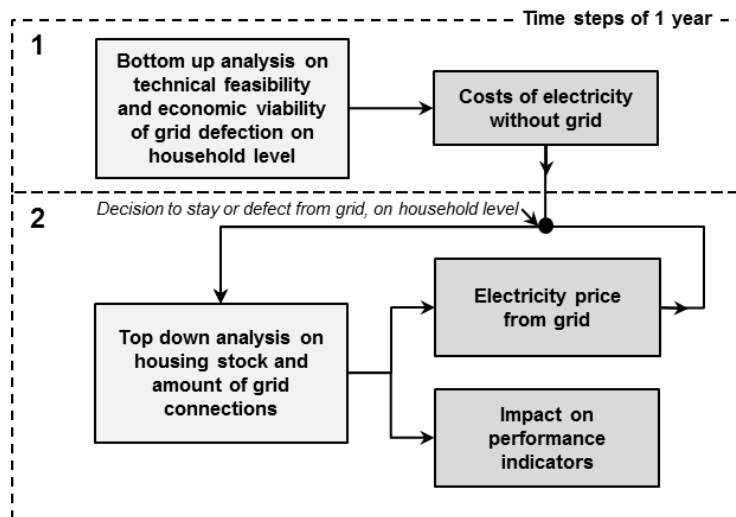 Time steps of 1 year
1
Bottom up analysis on
technical feasibility
and economic viability
of grid defection on
household level
Costs of electricity
without grid
2
Decision to stay or defect from grid, on household level
Electricity price
from grid
Top down analysis on
housing stock and
amount of grid
connections
Impact on
performance
indicators